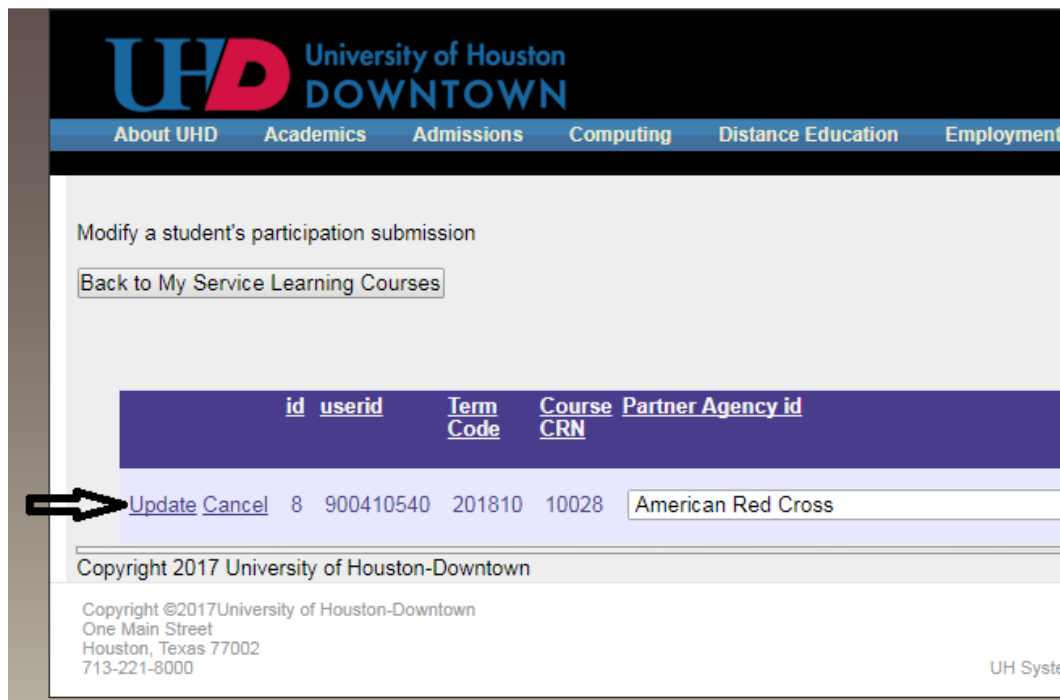 UHD University of Houston
DOWNTOWN
About UHD Academics Admissions Computing Distance Education Employment
Modify a student's participation submission
Back to My Service Learning Courses
id userid Term Code Course CRN Partner Agency id
Update Cancel 8 900410540 201810 10028 American Red Cross
Copyright 2017 University of Houston-Downtown
Copyright ©2017University of Houston-Downtown
One Main Street
Houston, Texas 77002
713-221-8000
UH Syste